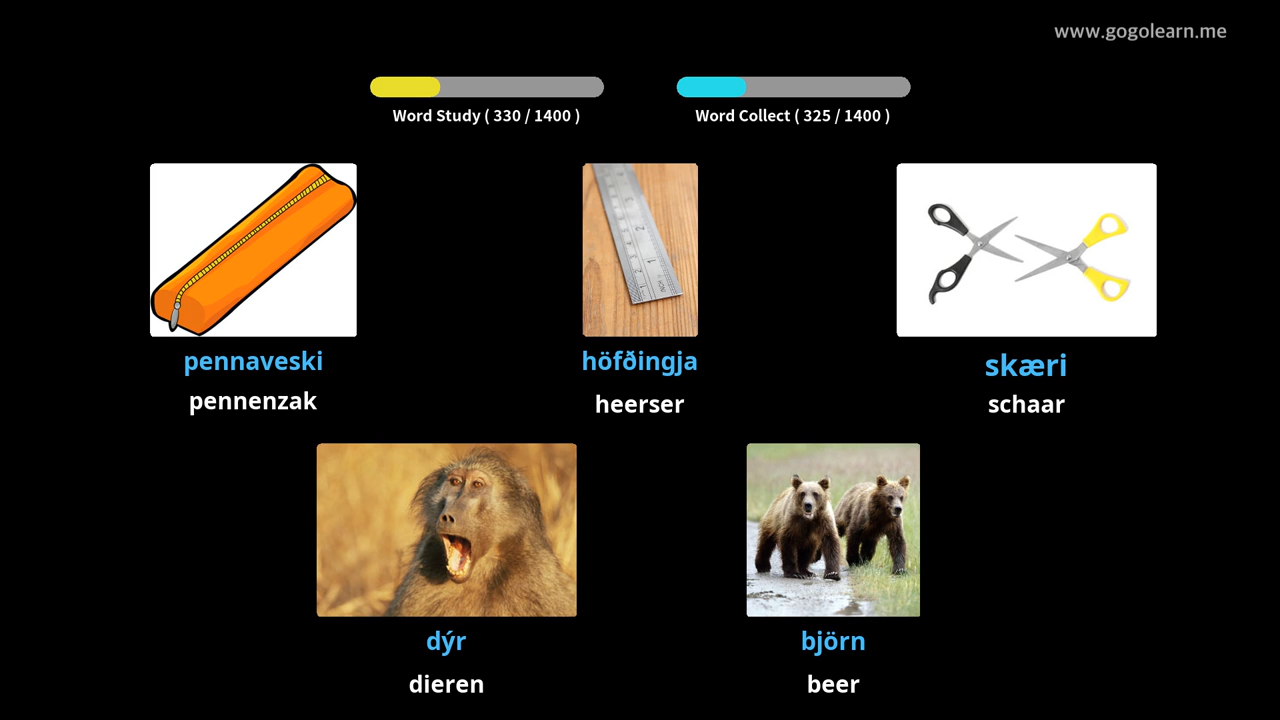 www.gogolearn.me
Word Study ( 330 / 1400 )
Word Collect ( 325 / 1400 )
pennaveski
höfðingja
skæri
pennenzak
heerser
schaar
dýr
björn
dieren
beer